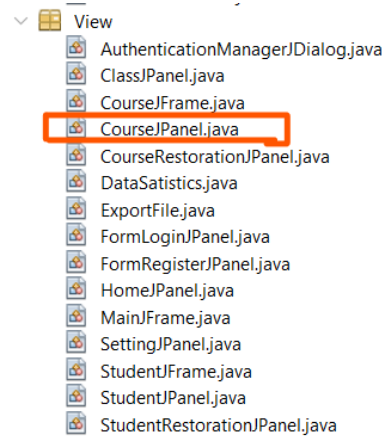 View
AuthenticationManagerJDialog.java
ClassJPanel.java
CourseJFrame.java
CourseJPanel.java
CourseRestorationJPanel.java
DataSatistics.java
ExportFile.java
FormLoginJPanel.java
FormRegisterJPanel.java
HomeJPanel.java
MainJFrame.java
SettingJPanel.java
StudentJFrame.java
StudentJPanel.java
StudentRestorationJPanel.java